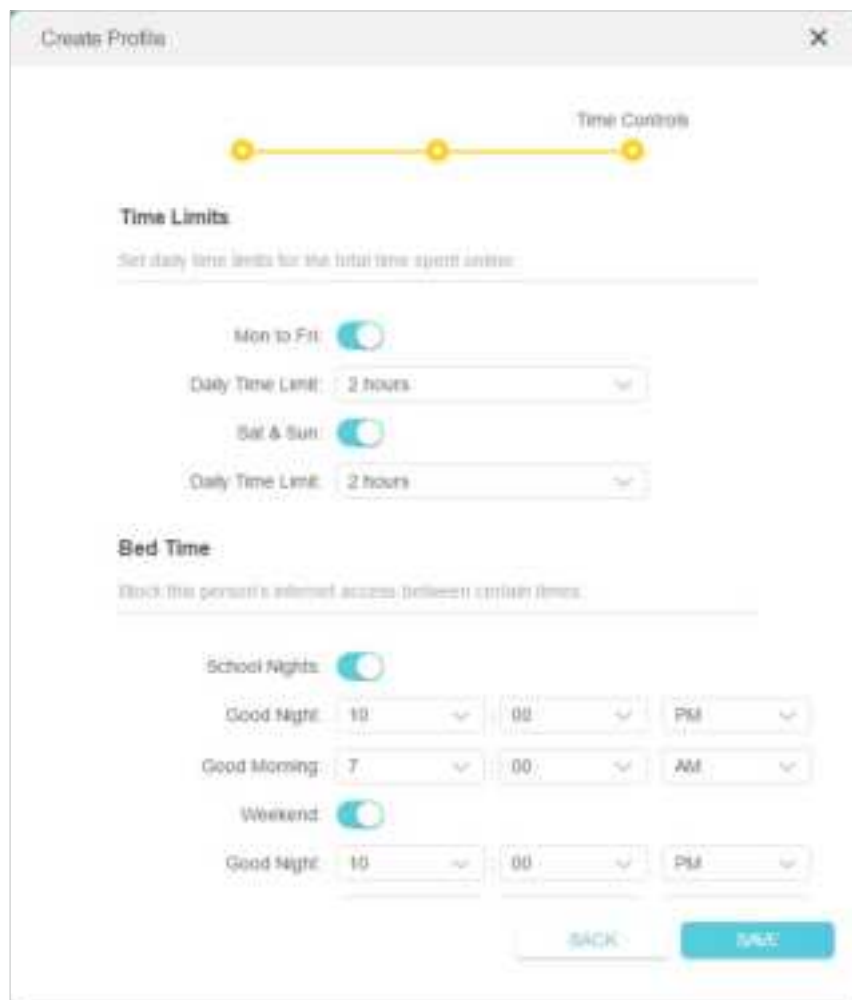 Create Profile
Time Controls
Time Limits
Set daily time limits for the total time spent online.
Mon to Fri:
Daily Time Limit: 2 hours
Sat & Sun:
Daily Time Limit: 2 hours
Bed Time
Block this person's internet access between certain times.
School Nights:
Good Night: 10 : 00 PM
Good Morning: 7 : 00 AM
Weekend:
Good Night: 10 : 00 PM
BACK SAVE